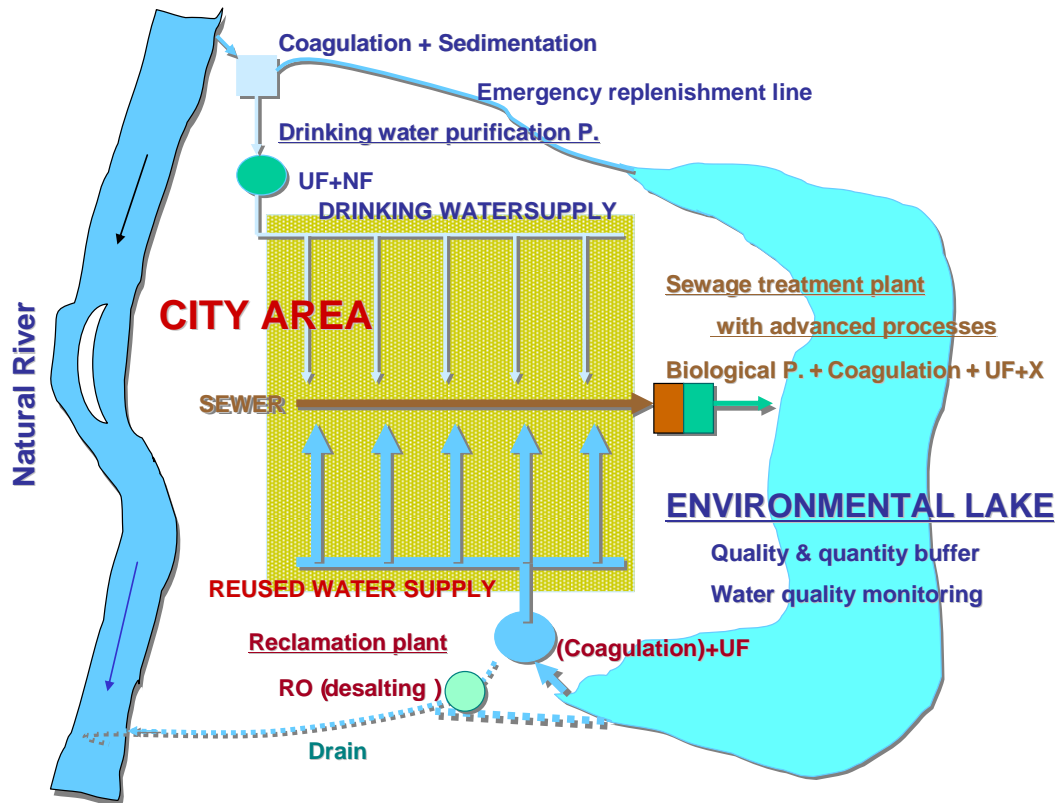 Coagulation + Sedimentation
Emergency replenishment line
Drinking water purification P.
UF+NF
DRINKING WATERSUPPLY
CITY AREA
Natural River
Sewage treatment plant
with advanced processes
Biological P. + Coagulation + UF+X
SEWER
ENVIRONMENTAL LAKE
Quality & quantity buffer
Water quality monitoring
REUSED WATER SUPPLY
Reclamation plant
(Coagulation)+UF
RO (desalting )
Drain